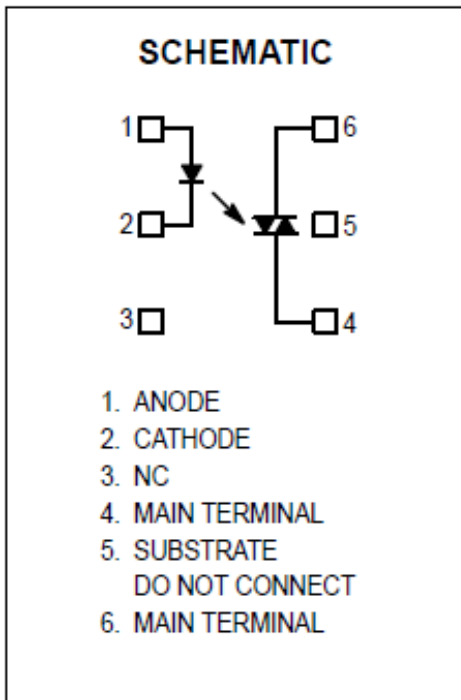 SCHEMATIC
1
6
2
5
3
4
1. ANODE
2. CATHODE
3. NC
4. MAIN TERMINAL
5. SUBSTRATE
DO NOT CONNECT
6. MAIN TERMINAL